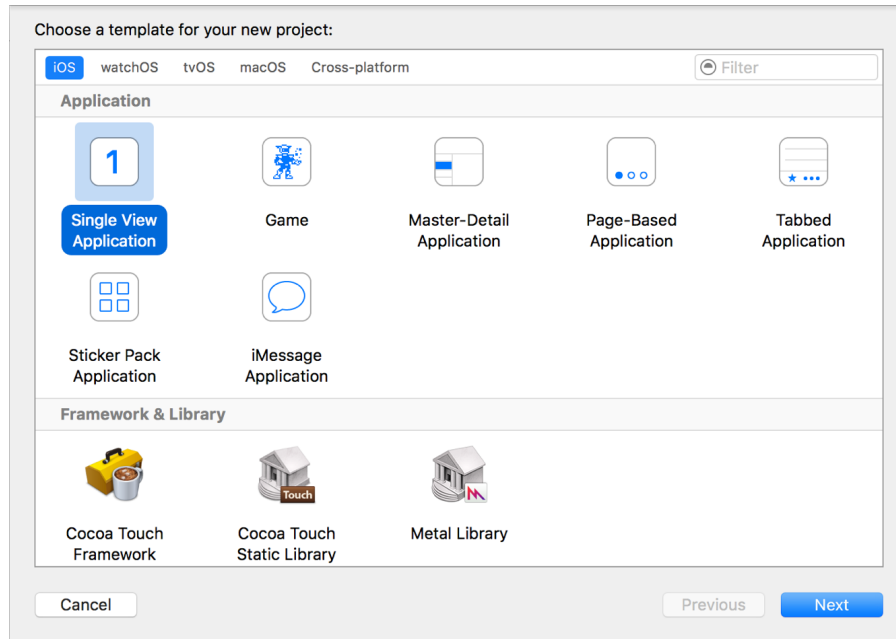 Choose a template for your new project:
iOS watchOS tvOS macOS Cross-platform Filter
Application
1
Single View Application
Game
Master-Detail Application
Page-Based Application
Tabbed Application
Sticker Pack Application
iMessage Application
Framework & Library
Touch
Cocoa Touch Framework
Cocoa Touch Static Library
Metal Library
Cancel Previous Next